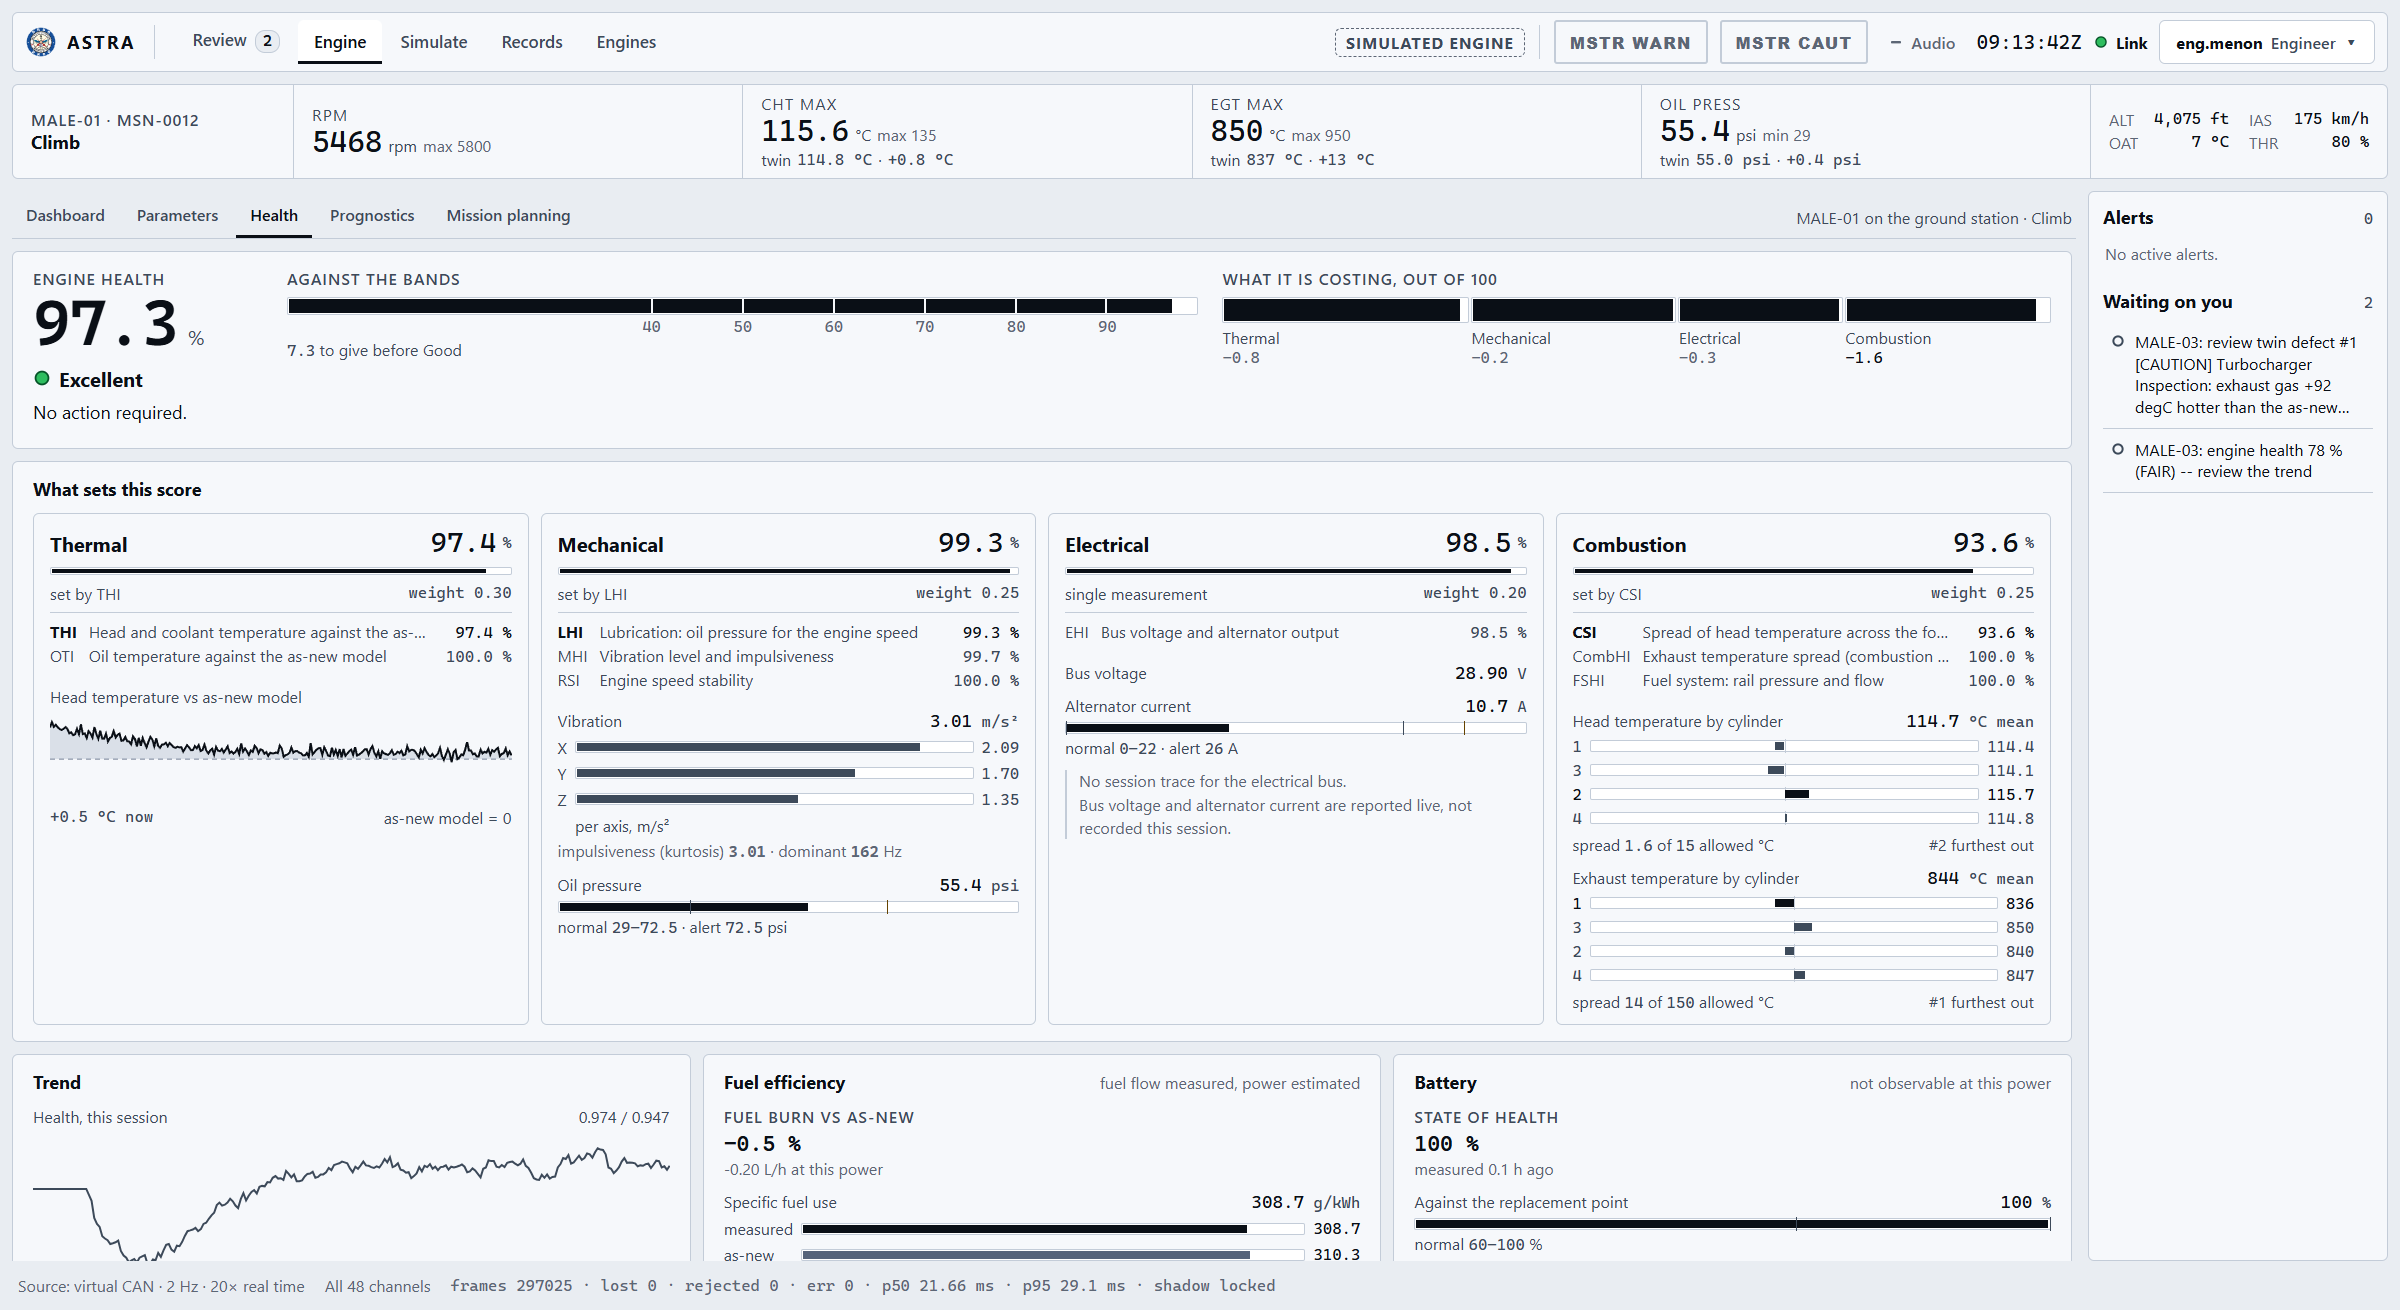 ASTRA
Review 2
Engine
Simulate
Records
Engines
SIMULATED ENGINE
MSTR WARN
MSTR CAUT
– Audio
09:13:42Z
Link
eng.menon Engineer ▼
MALE-01 · MSN-0012
Climb
RPM
5468 rpm max 5800
CHT MAX
115.6 °C max 135
twin 114.8 °C · +0.8 °C
EGT MAX
850 °C max 950
twin 837 °C · +13 °C
OIL PRESS
55.4 psi min 29
twin 55.0 psi · +0.4 psi
ALT 4,075 ft IAS 175 km/h
OAT 7 °C THR 80 %
Dashboard
Parameters
Health
Prognostics
Mission planning
MALE-01 on the ground station · Climb
ENGINE HEALTH
97.3 %
Excellent
No action required.
AGAINST THE BANDS
40 50 60 70 80 90
7.3 to give before Good
WHAT IT IS COSTING, OUT OF 100
Thermal
−0.8
Mechanical
−0.2
Electrical
−0.3
Combustion
−1.6
What sets this score
Thermal 97.4 %
set by THI weight 0.30
THI Head and coolant temperature against the as-... 97.4 %
OTI Oil temperature against the as-new model 100.0 %
Head temperature vs as-new model
+0.5 °C now as-new model = 0
Mechanical 99.3 %
set by LHI weight 0.25
LHI Lubrication: oil pressure for the engine speed 99.3 %
MHI Vibration level and impulsiveness 99.7 %
RSI Engine speed stability 100.0 %
Vibration 3.01 m/s²
X 2.09
Y 1.70
Z 1.35
per axis, m/s²
impulsiveness (kurtosis) 3.01 · dominant 162 Hz
Oil pressure 55.4 psi
normal 29–72.5 · alert 72.5 psi
Electrical 98.5 %
single measurement weight 0.20
EHI Bus voltage and alternator output 98.5 %
Bus voltage 28.90 V
Alternator current 10.7 A
normal 0–22 · alert 26 A
No session trace for the electrical bus.
Bus voltage and alternator current are reported live, not
recorded this session.
Combustion 93.6 %
set by CSI weight 0.25
CSI Spread of head temperature across the fo... 93.6 %
CombHI Exhaust temperature spread (combustion ... 100.0 %
FSHI Fuel system: rail pressure and flow 100.0 %
Head temperature by cylinder 114.7 °C mean
1 114.4
3 114.1
2 115.7
4 114.8
spread 1.6 of 15 allowed °C #2 furthest out
Exhaust temperature by cylinder 844 °C mean
1 836
3 850
2 840
4 847
spread 14 of 150 allowed °C #1 furthest out
Trend
Health, this session 0.974 / 0.947
Fuel efficiency fuel flow measured, power estimated
FUEL BURN VS AS-NEW
−0.5 %
-0.20 L/h at this power
Specific fuel use 308.7 g/kWh
measured 308.7
as-new 310.3
Battery not observable at this power
STATE OF HEALTH
100 %
measured 0.1 h ago
Against the replacement point 100 %
normal 60–100 %
Alerts 0
No active alerts.
Waiting on you 2
MALE-03: review twin defect #1
[CAUTION] Turbocharger
Inspection: exhaust gas +92
degC hotter than the as-new...
MALE-03: engine health 78 %
(FAIR) -- review the trend
Source: virtual CAN · 2 Hz · 20× real time All 48 channels frames 297025 · lost 0 · rejected 0 · err 0 · p50 21.66 ms · p95 29.1 ms · shadow locked